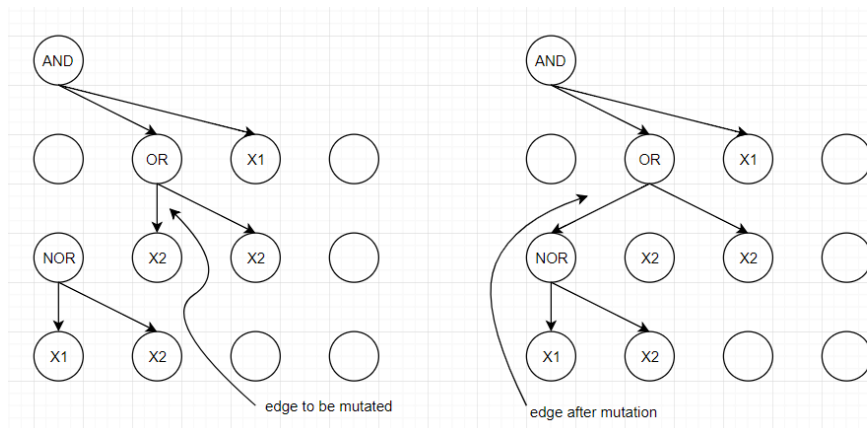 AND AND
OR X1 OR X1
NOR X2 X2 NOR X2 X2
X1 X2 X1 X2
edge to be mutated edge after mutation